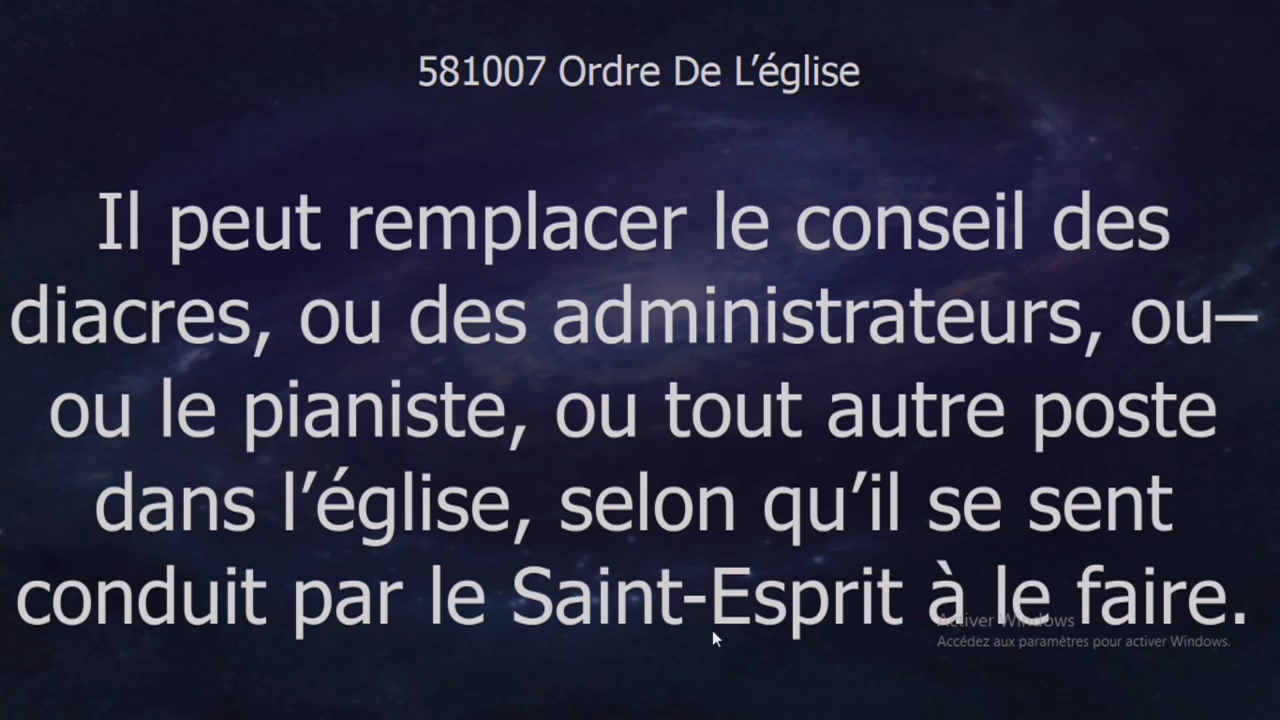 581007 Ordre De L’église
Il peut remplacer le conseil des
diacres, ou des administrateurs, ou–
ou le pianiste, ou tout autre poste
dans l’église, selon qu’il se sent
conduit par le Saint-Esprit à le faire.
Activer Windows
Accédez aux paramètres pour activer Windows.